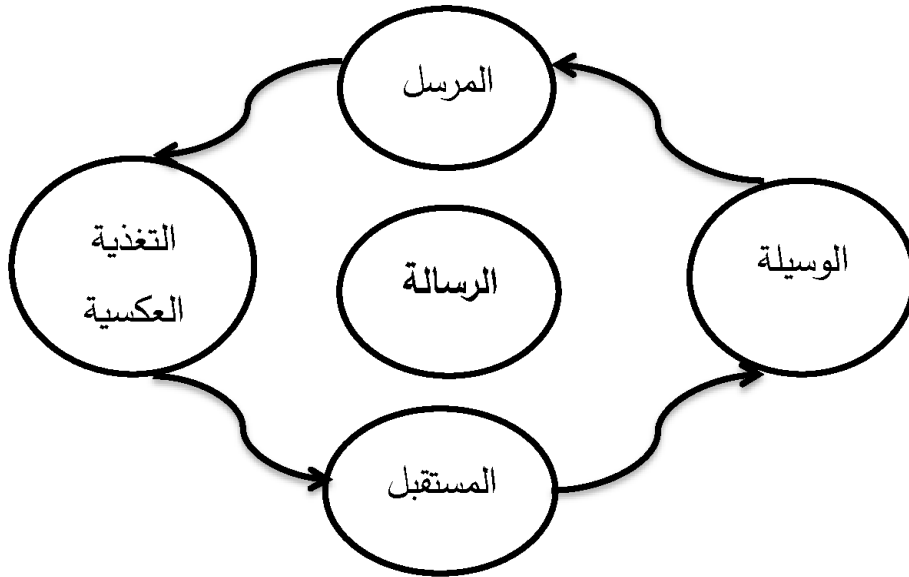 المرسل
الوسيلة
الرسالة
التغذية
العكسية
المستقبل